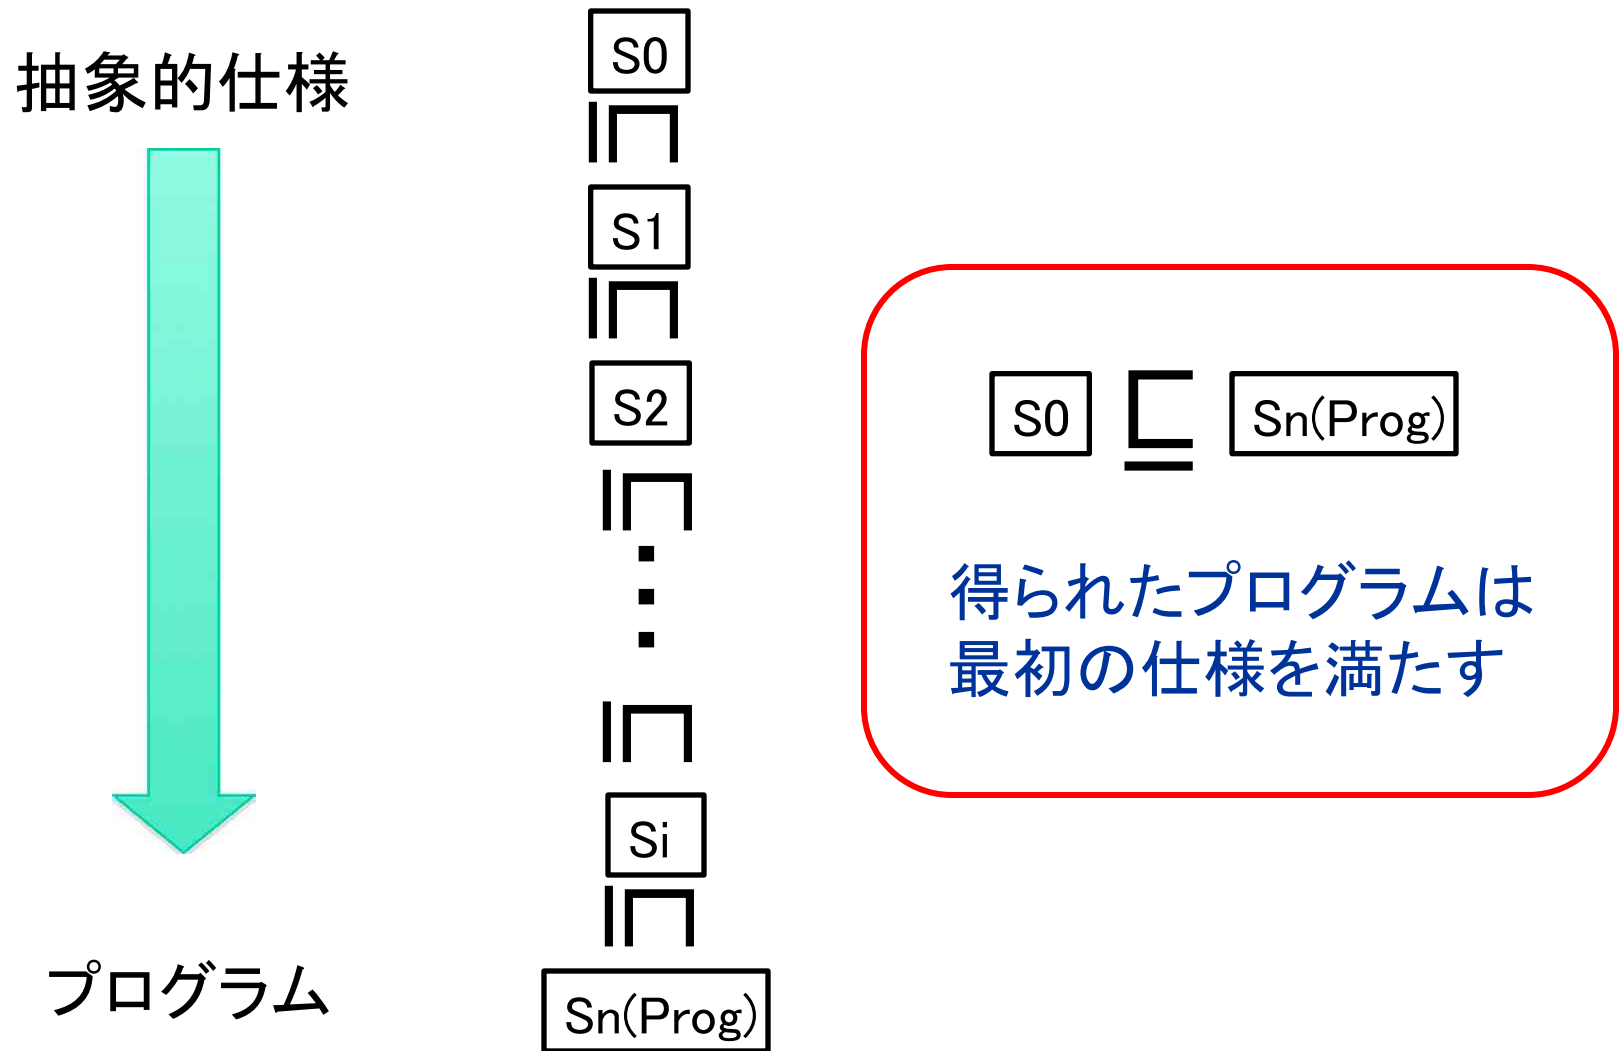 抽象的仕様
S0
S1
S2
Si
Sn(Prog)
プログラム
S0 ⊑ Sn(Prog)
得られたプログラムは
最初の仕様を満たす